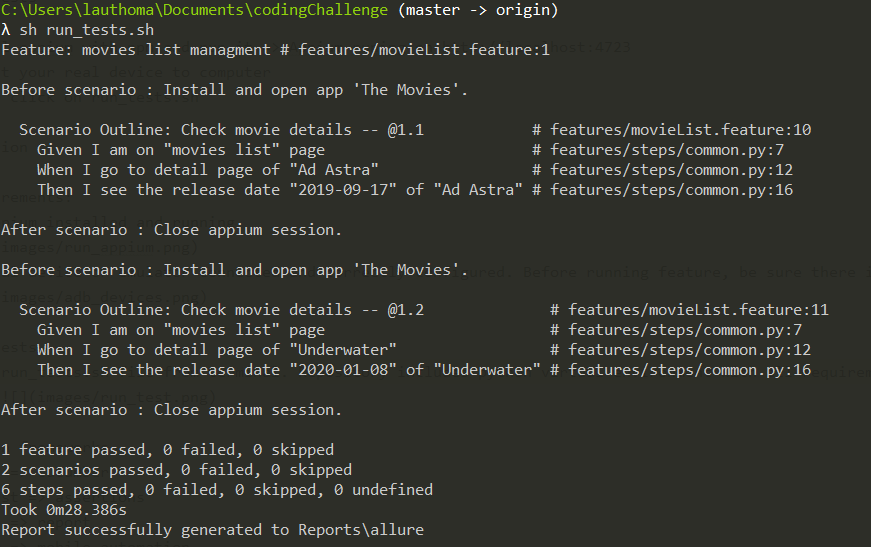 C:\Users\lauthoma\Documents\codingChallenge (master -> origin)
λ sh run_tests.sh
Feature: movies list managment # features/movieList.feature:1
Before scenario : Install and open app 'The Movies'.
Scenario Outline: Check movie details -- @1.1 # features/movieList.feature:10
Given I am on "movies list" page # features/steps/common.py:7
When I go to detail page of "Ad Astra" # features/steps/common.py:12
Then I see the release date "2019-09-17" of "Ad Astra" # features/steps/common.py:16
After scenario : Close appium session.
Before scenario : Install and open app 'The Movies'.
Scenario Outline: Check movie details -- @1.2 # features/movieList.feature:11
Given I am on "movies list" page # features/steps/common.py:7
When I go to detail page of "Underwater" # features/steps/common.py:12
Then I see the release date "2020-01-08" of "Underwater" # features/steps/common.py:16
After scenario : Close appium session.
1 feature passed, 0 failed, 0 skipped
2 scenarios passed, 0 failed, 0 skipped
6 steps passed, 0 failed, 0 skipped, 0 undefined
Took 0m28.386s
Report successfully generated to Reports\allure